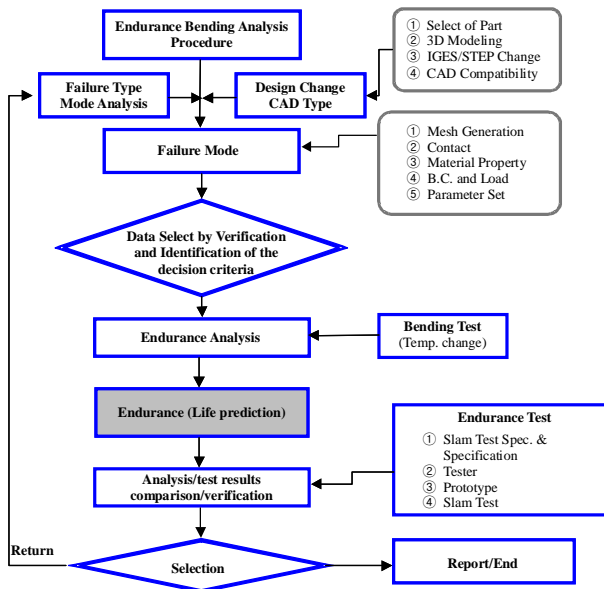 Endurance Bending Analysis
Procedure
① Select of Part
② 3D Modeling
③ IGES/STEP Change
④ CAD Compatibility
Failure Type
Mode Analysis
Design Change
CAD Type
Failure Mode
① Mesh Generation
② Contact
③ Material Property
④ B.C. and Load
⑤ Parameter Set
Data Select by Verification
and Identification of the
decision criteria
Endurance Analysis
Bending Test
(Temp. change)
Endurance (Life prediction)
Endurance Test
① Slam Test Spec. &
Specification
② Tester
③ Prototype
④ Slam Test
Analysis/test results
comparison/verification
Return
Selection
Report/End